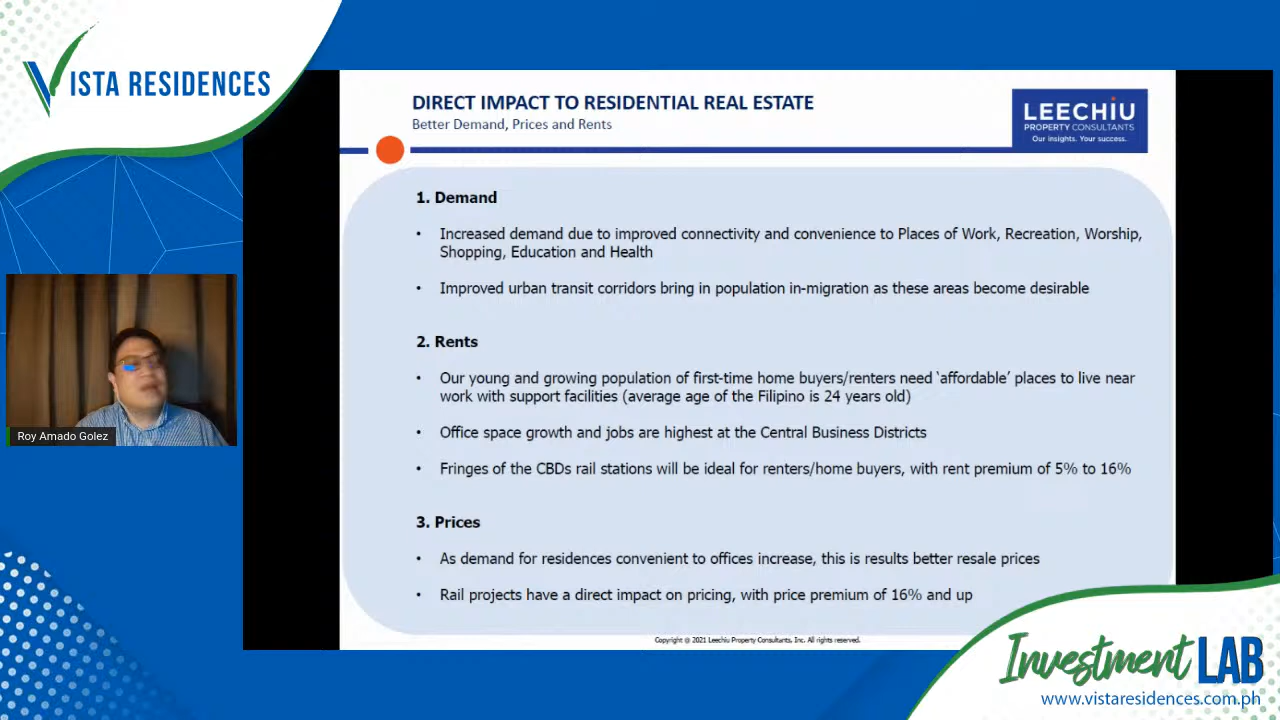 VISTA RESIDENCES
DIRECT IMPACT TO RESIDENTIAL REAL ESTATE
Better Demand, Prices and Rents
LEECHIU
PROPERTY CONSULTANTS
Our insights. Your success.
1. Demand
• Increased demand due to improved connectivity and convenience to Places of Work, Recreation, Worship,
Shopping, Education and Health
• Improved urban transit corridors bring in population in-migration as these areas become desirable
2. Rents
• Our young and growing population of first-time home buyers/renters need ‘affordable’ places to live near
work with support facilities (average age of the Filipino is 24 years old)
• Office space growth and jobs are highest at the Central Business Districts
• Fringes of the CBDs rail stations will be ideal for renters/home buyers, with rent premium of 5% to 16%
3. Prices
• As demand for residences convenient to offices increase, this is results better resale prices
• Rail projects have a direct impact on pricing, with price premium of 16% and up
Copyright @ 2021 Leechiu Property Consultants, Inc. All rights reserved.
Roy Amado Golez
Investment LAB
www.vistaresidences.com.ph